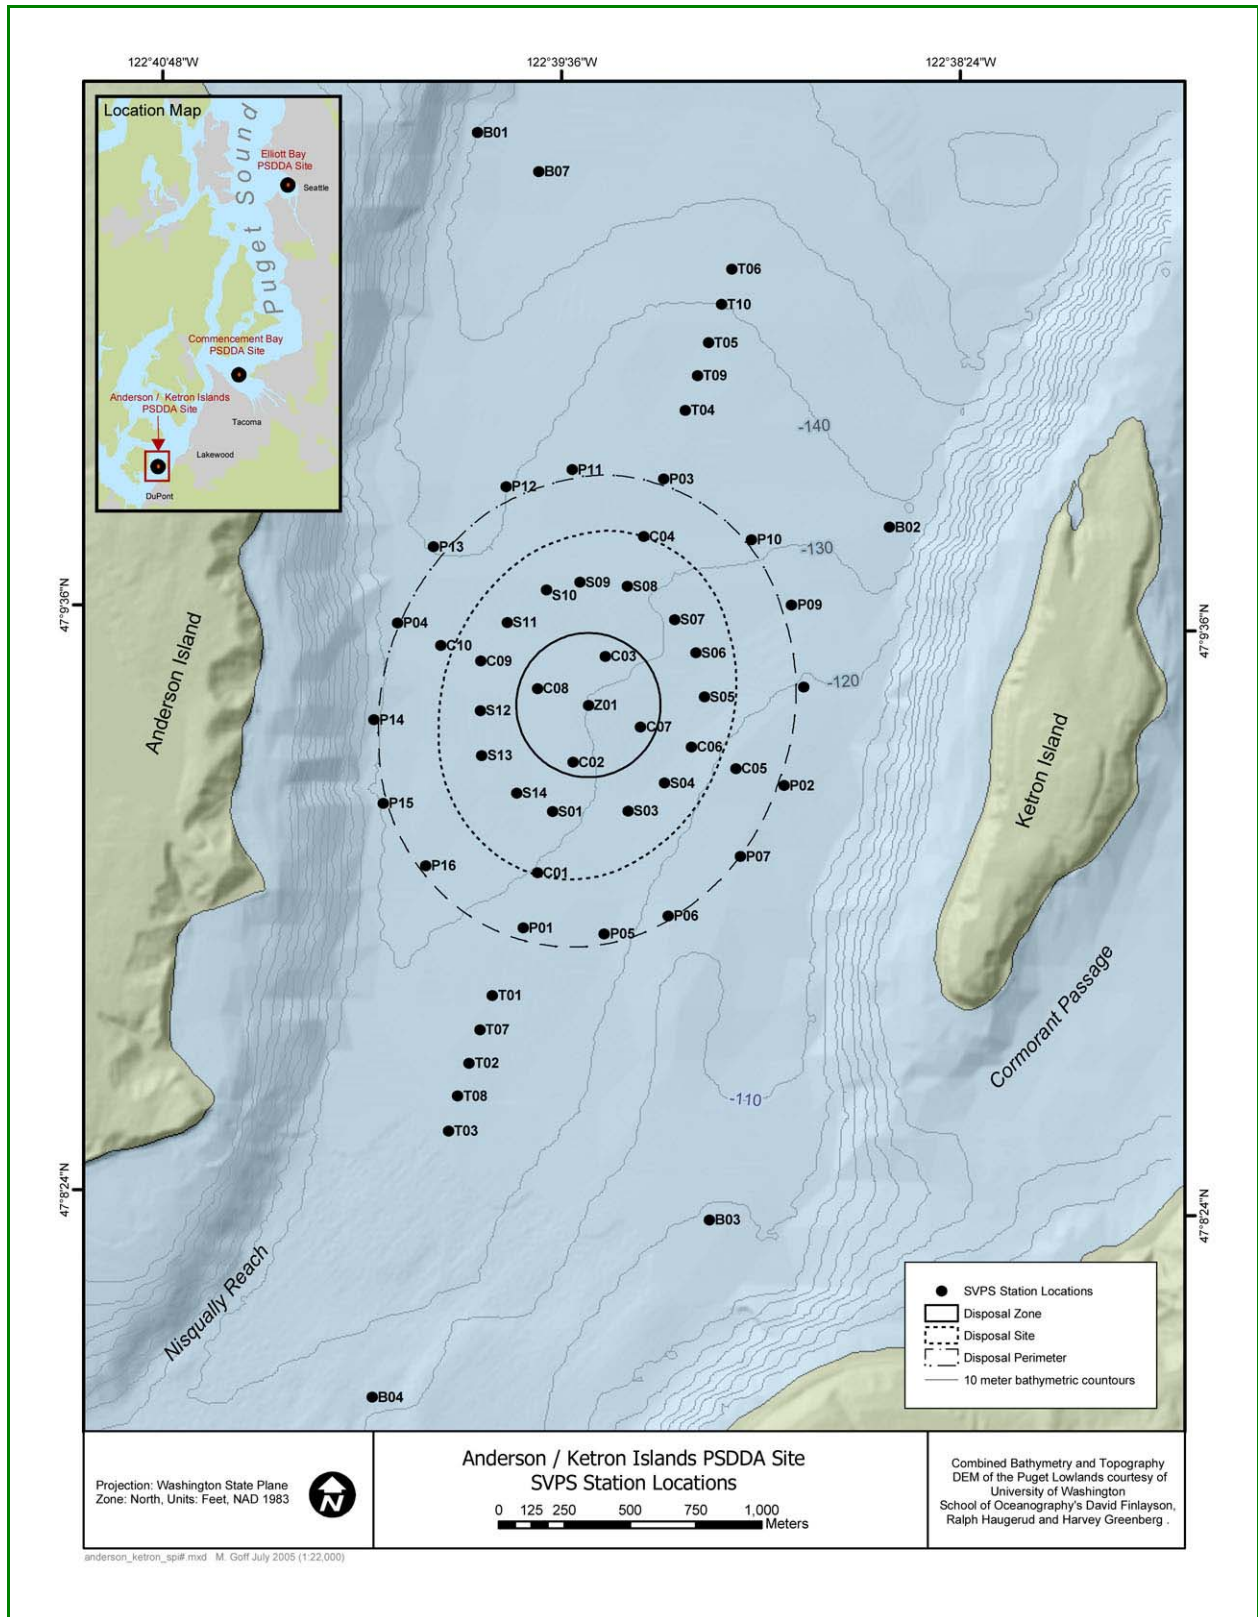 122°40'48"W
122°39'36"W
122°38'24"W
Location Map
Puget Sound
Elliott Bay
PSDDA Site
Seattle
Commencement Bay
PSDDA Site
Anderson / Ketron Islands
PSDDA Site
Tacoma
Lakewood
DuPont
B01
B07
T06
T10
T05
T09
T04
-140
P11
P03
P12
B02
C04
P10
P13
-130
S09
S08
S10
P09
47°9'36"N
47°9'36"N
S07
P04
S11
C10
S06
C03
C09
Anderson Island
-120
C08
S05
Z01
S12
P14
C07
Ketron Island
C06
S13
C02
C05
S04
P02
S14
P15
S01
S03
P07
P16
C01
P06
P01
P05
T01
T07
Cormorant Passage
T02
T08
-110
T03
47°8'24"N
47°8'24"N
B03
Nisqually Reach
B04
SVPS Station Locations
Disposal Zone
Disposal Site
Disposal Perimeter
10 meter bathymetric countours
Projection: Washington State Plane
Zone: North, Units: Feet, NAD 1983
N
Anderson / Ketron Islands PSDDA Site
SVPS Station Locations
0 125 250 500 750 1,000
Meters
Combined Bathymetry and Topography
DEM of the Puget Lowlands courtesy of
University of Washington
School of Oceanography's David Finlayson,
Ralph Haugerud and Harvey Greenberg .
anderson_ketron_spi# mxd M. Goff July 2005 (1:22,000)